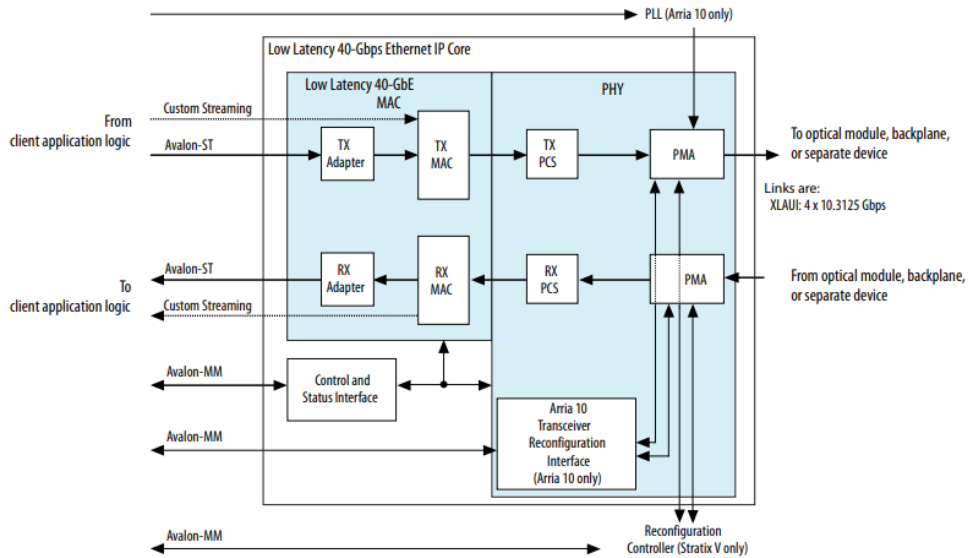 PLL (Arria 10 only)
Low Latency 40-Gbps Ethernet IP Core
Low Latency 40-GbE
MAC
PHY
From
client application logic
Custom Streaming
Avalon-ST
TX
Adapter
TX
MAC
TX
PCS
PMA
To optical module, backplane,
or separate device
Links are:
XLAUI: 4 x 10.3125 Gbps
To
client application logic
Avalon-ST
Custom Streaming
RX
Adapter
RX
MAC
RX
PCS
PMA
From optical module, backplane,
or separate device
Avalon-MM
Control and
Status Interface
Avalon-MM
Arria 10
Transceiver
Reconfiguration
Interface
(Arria 10 only)
Avalon-MM
Reconfiguration
Controller (Stratix V only)